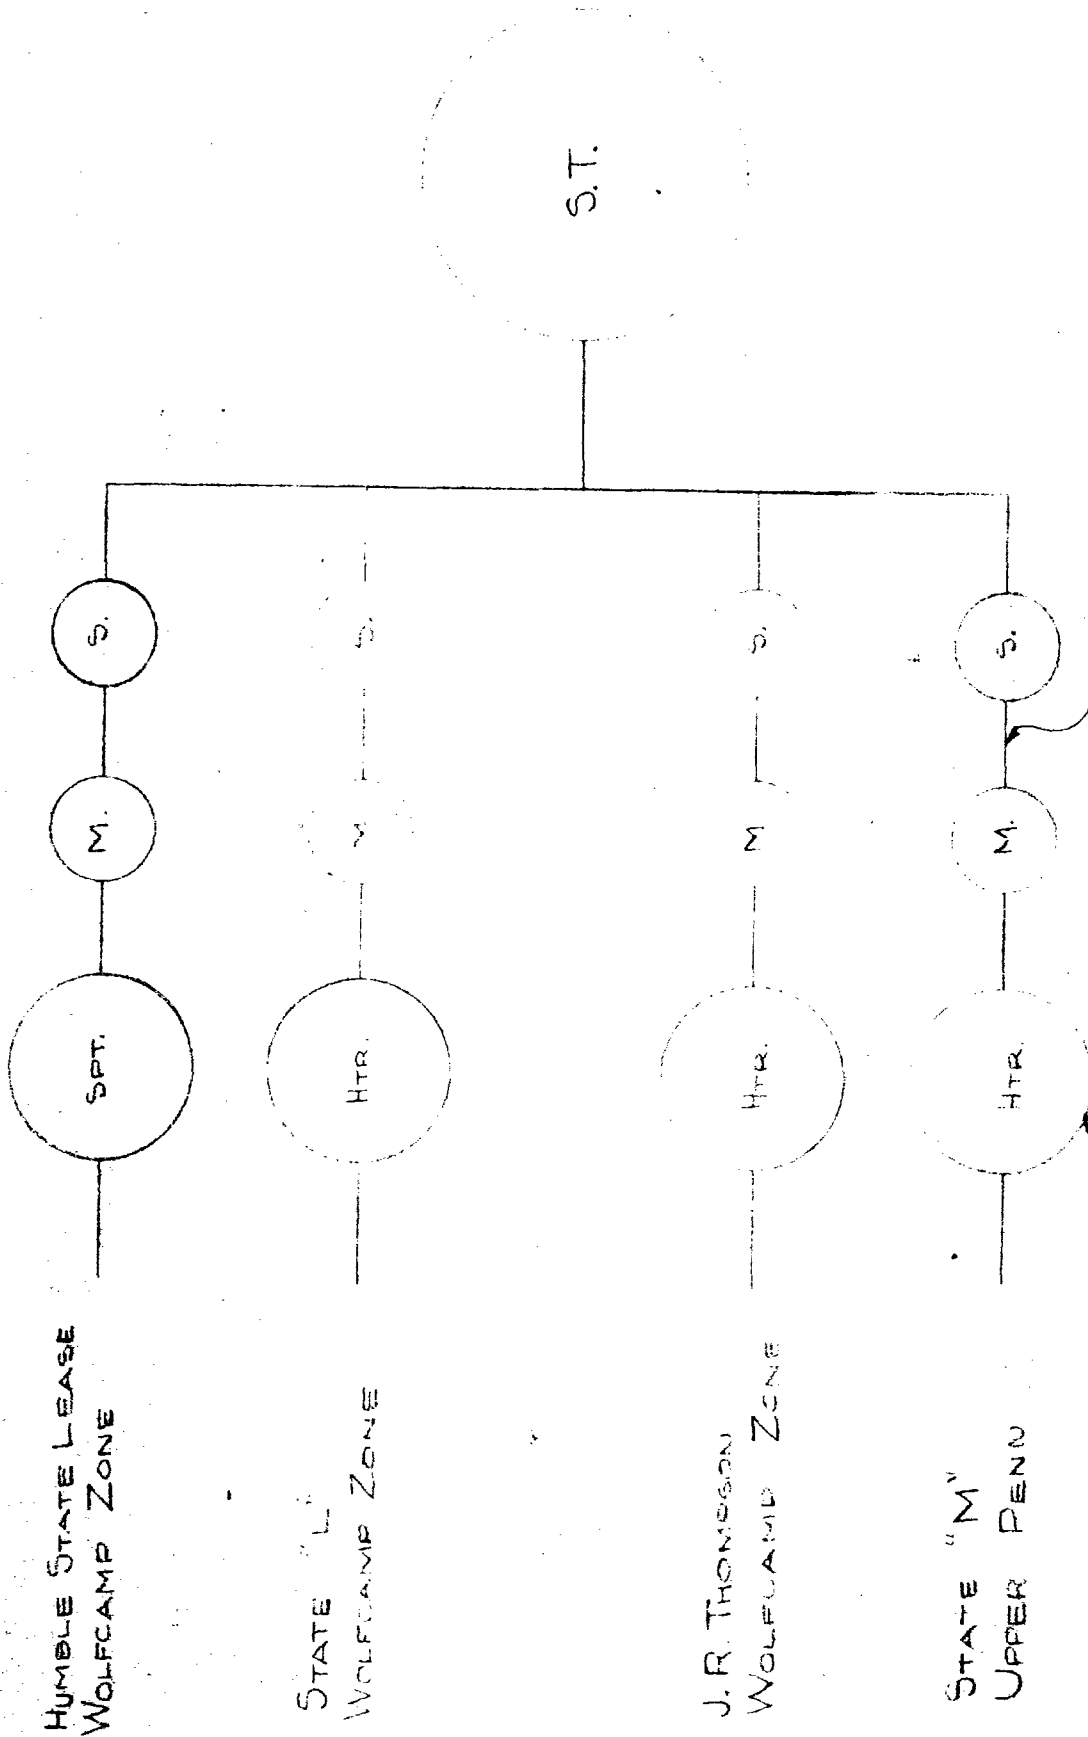 HUMBLE STATE LEASE
WOLFCAMP ZONE
SPT.
M.
S.
STATE "L"
WOLFCAMP ZONE
HTR.
M
S.
J. R. THOMPSON
WOLFCAMP ZONE
HTR.
M
S.
STATE "M"
UPPER PENN
HTR.
M.
S.
S.T.